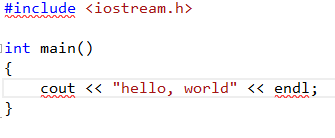 #include <iostream.h>

int main()
{
    cout << "hello, world" << endl;
}